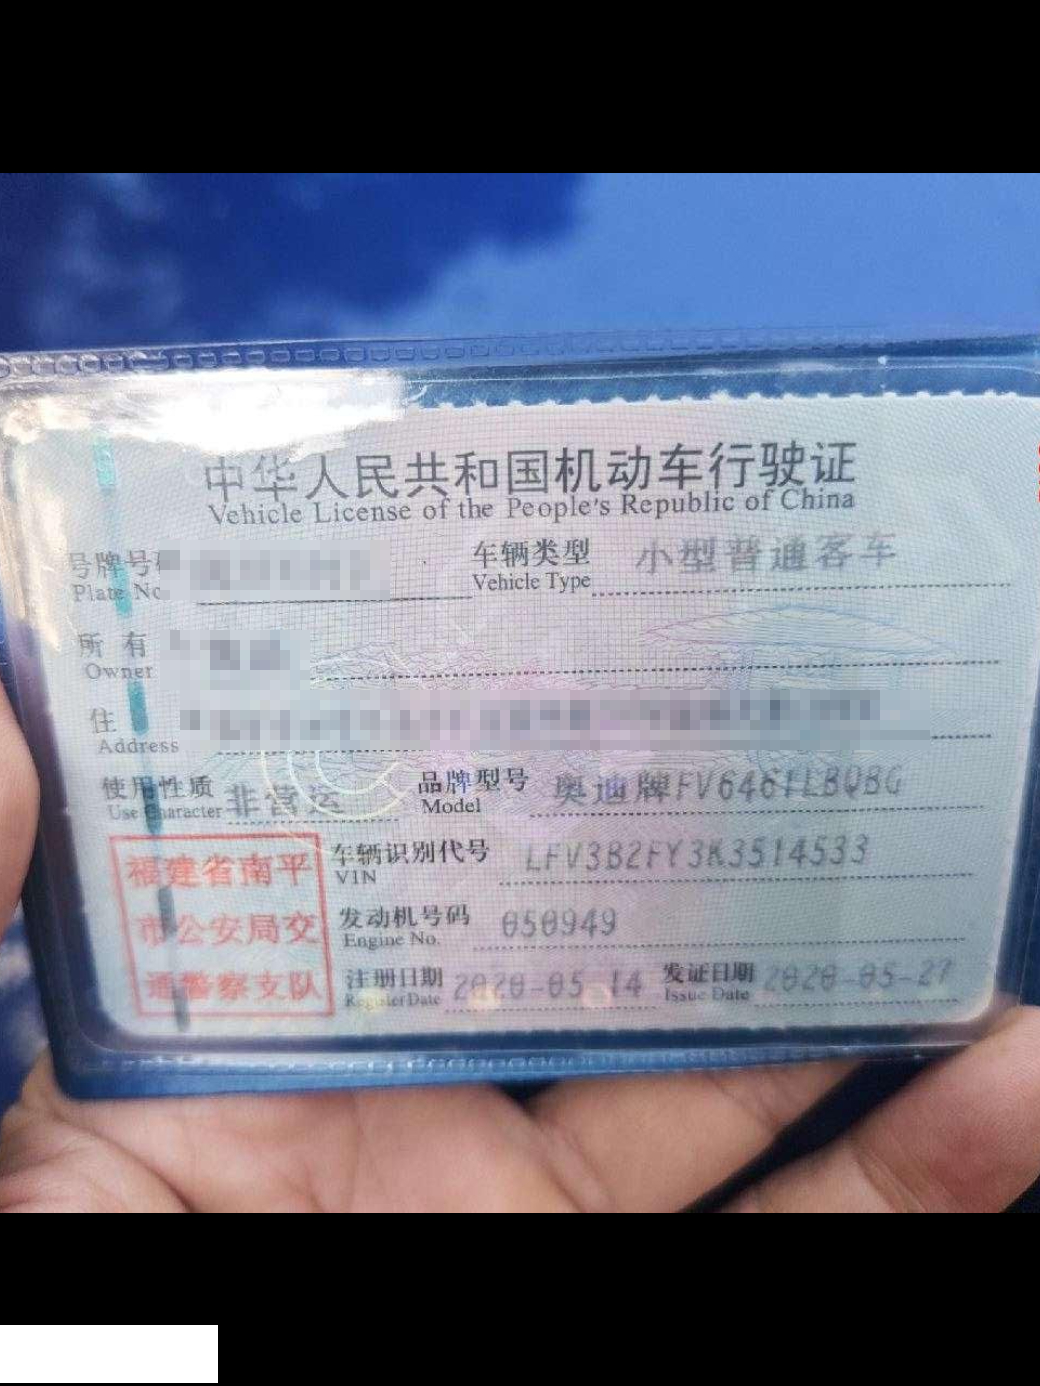 中华人民共和国机动车行驶证
Vehicle License of the People's Republic of China
号牌号码 车辆类型 小型普通客车
Plate No. Vehicle Type
所有
Owner
住
Address
使用性质 非营运 品牌型号 奥迪牌FV6461LBQBG
Use Character Model
车辆识别代号 LFV3B2FY3K3514533
VIN
发动机号码 050949
Engine No.
注册日期 2020-05-14 发证日期 2020-05-27
Register Date Issue Date
福建省南平
市公安局交
通警察支队